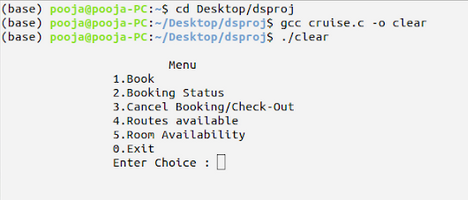 (base) pooja@pooja-PC:~$ cd Desktop/dsproj
(base) pooja@pooja-PC:~/Desktop/dsproj$ gcc cruise.c -o clear
(base) pooja@pooja-PC:~/Desktop/dsproj$ ./clear
Menu
1.Book
2.Booking Status
3.Cancel Booking/Check-Out
4.Routes available
5.Room Availability
0.Exit
Enter Choice :